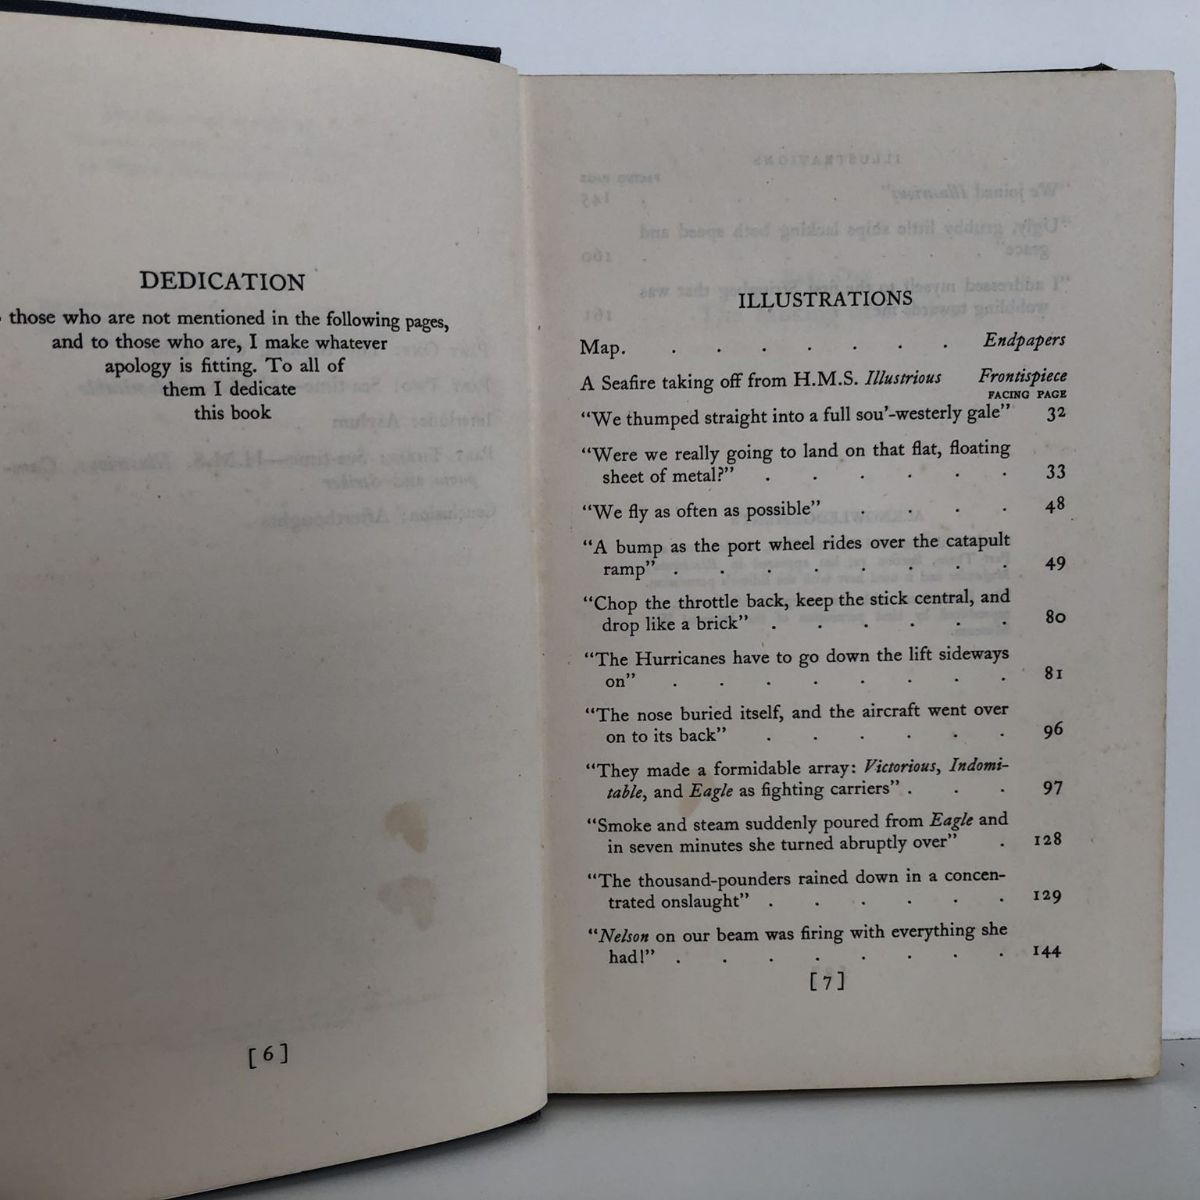 DEDICATION
those who are not mentioned in the following pages,
and to those who are, I make whatever
apology is fitting. To all of
them I dedicate
this book
[6]
ILLUSTRATIONS
Map. . . . . . . . Endpapers
A Seafire taking off from H.M.S. Illustrious Frontispiece
FACING PAGE
"We thumped straight into a full sou'-westerly gale" 32
"Were we really going to land on that flat, floating
sheet of metal?" . . . . . . 33
"We fly as often as possible" . . . . 48
"A bump as the port wheel rides over the catapult
ramp" . . . . . . . . 49
"Chop the throttle back, keep the stick central, and
drop like a brick" . . . . . . 80
"The Hurricanes have to go down the lift sideways
on" . . . . . . . . 81
"The nose buried itself, and the aircraft went over
on to its back" . . . . . . 96
"They made a formidable array: Victorious, Indomi-
table, and Eagle as fighting carriers" . . . 97
"Smoke and steam suddenly poured from Eagle and
in seven minutes she turned abruptly over" . 128
"The thousand-pounders rained down in a concen-
trated onslaught" . . . . . . 129
"Nelson on our beam was firing with everything she
had!" . . . . . . . . 144
[7]